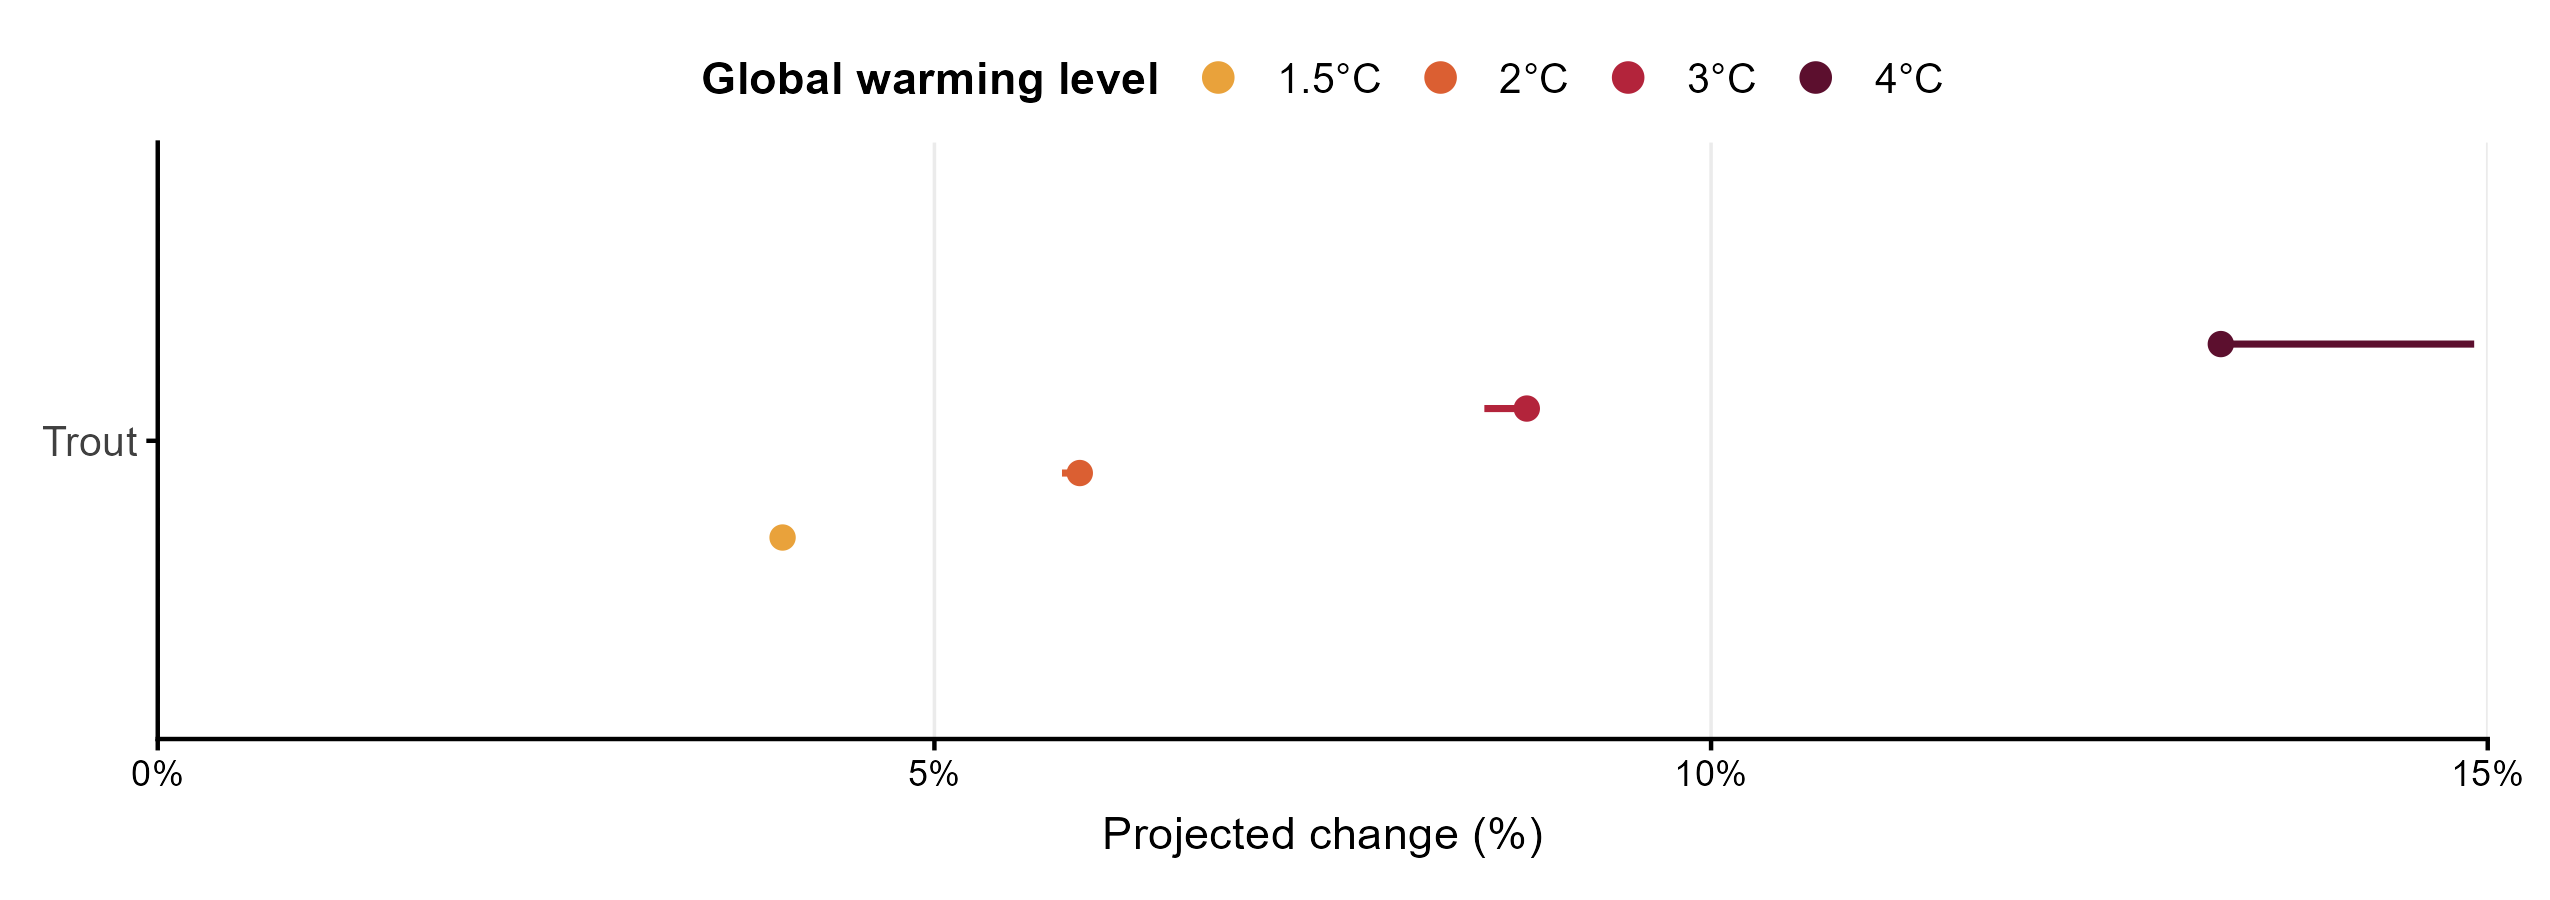 Global warming level 1.5°C 2°C 3°C 4°C
Trout
0% 5% 10% 15%
Projected change (%)